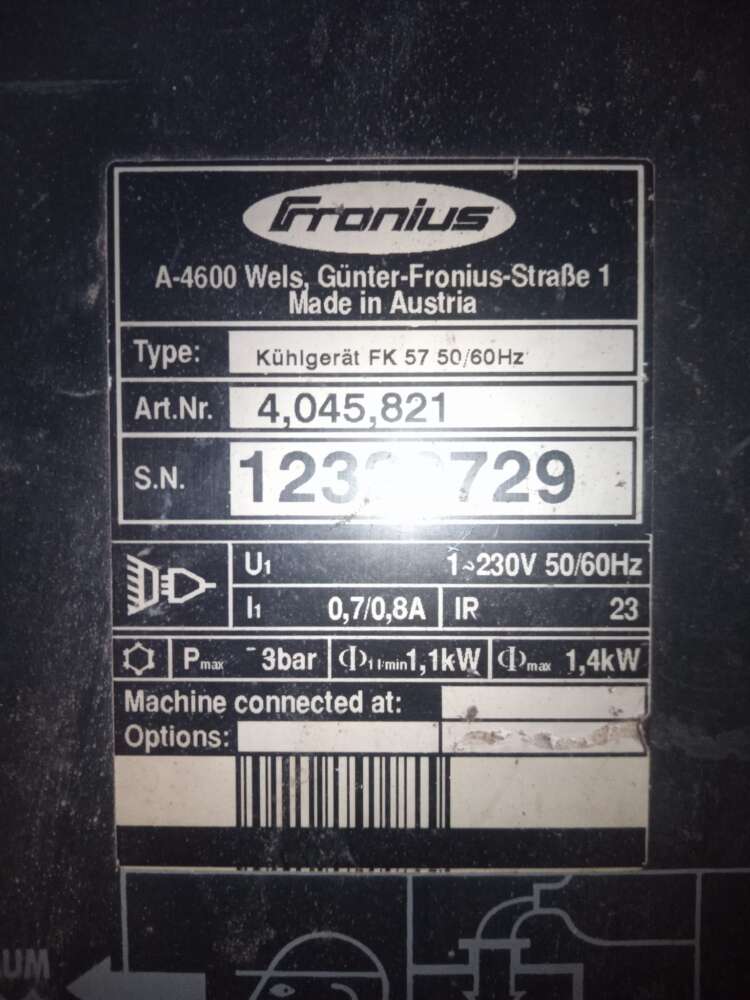 Fronius
A-4600 Wels, Günter-Fronius-Straße 1
Made in Austria
Type: Kühlgerät FK 57 50/60Hz
Art.Nr. 4,045,821
S.N.
U1 1~230V 50/60Hz
I1 0,7/0,8A IR 23
Pmax 3bar Φ1 l/min 1,1kW Φmax 1,4kW
Machine connected at:
Options: